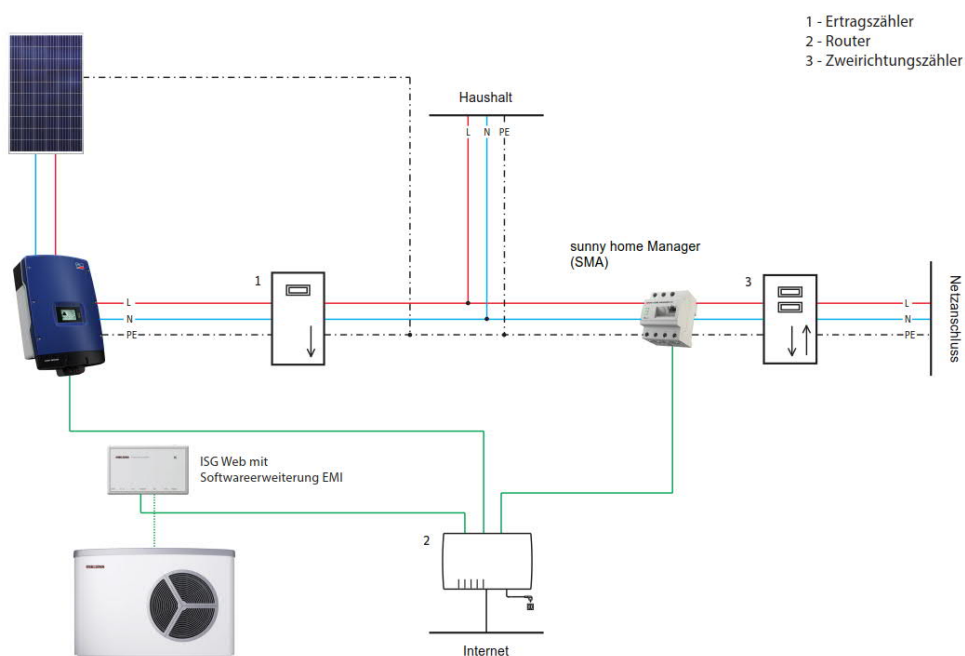 1 - Ertragszähler
2 - Router
3 - Zweirichtungszähler
Haushalt
L
N
PE
sunny home Manager
(SMA)
1
3
L
N
PE
L
N
PE
Netzanschluss
ISG Web mit
Softwareerweiterung EMI
2
Internet